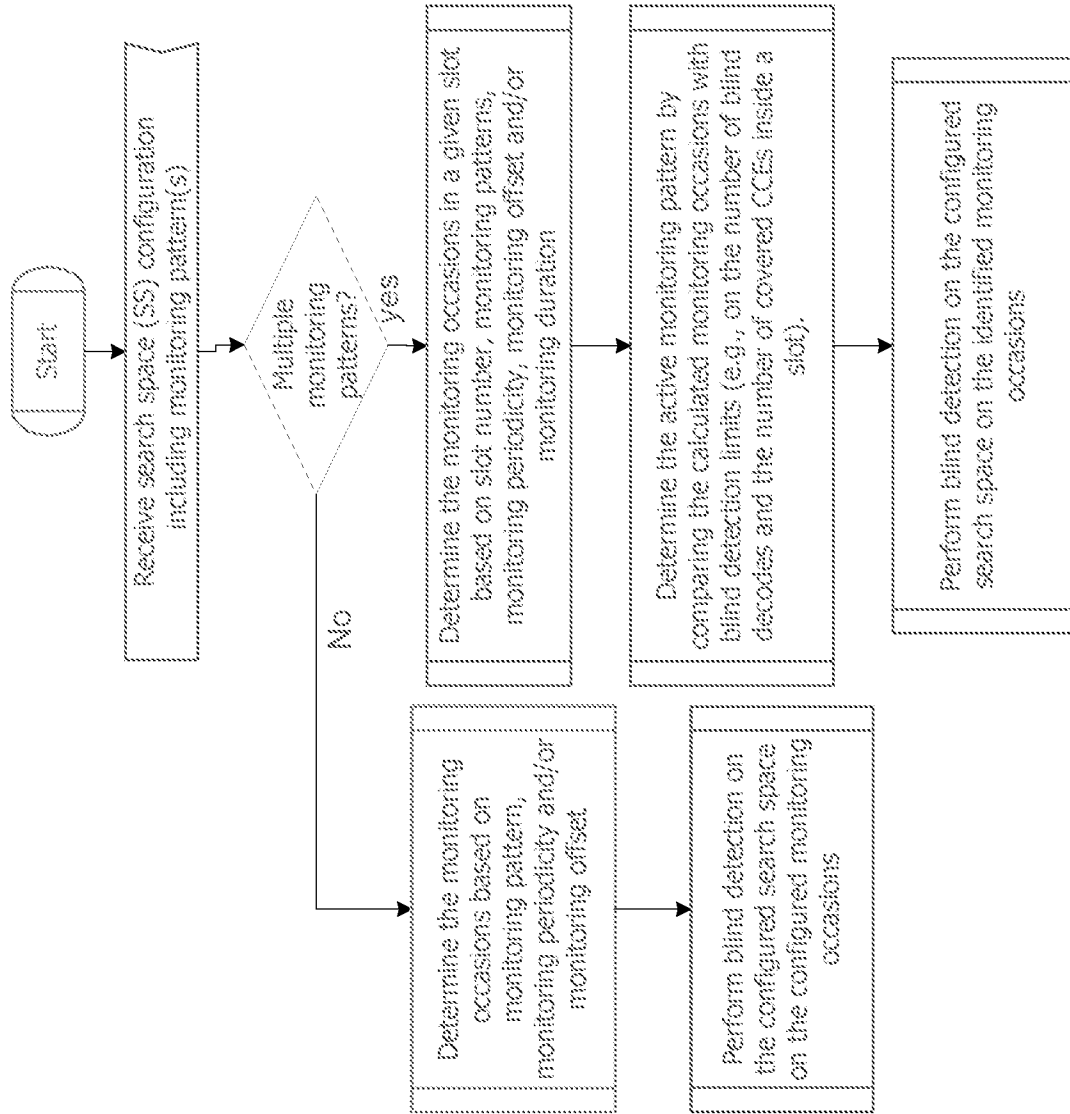 Start
Receive search space (SS) configuration
including monitoring pattern(s)
Multiple
monitoring
patterns?
yes
No
Determine the monitoring occasions in a given slot
based on slot number, monitoring patterns,
monitoring periodicity, monitoring offset and/or
monitoring duration
Determine the active monitoring pattern by
comparing the calculated monitoring occasions with
blind detection limits (e.g., on the number of blind
decodes and the number of covered CCEs inside a
slot).
Perform blind detection on the configured
search space on the identified monitoring
occasions
Determine the monitoring
occasions based on
monitoring pattern,
monitoring periodicity and/or
monitoring offset
Perform blind detection on
the configured search space
on the configured monitoring
occasions